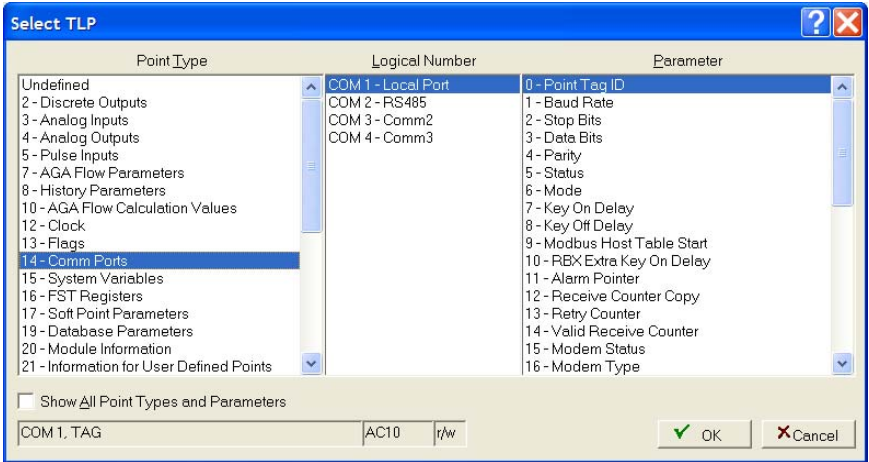 Select TLP
Point Type
Undefined
2 - Discrete Outputs
3 - Analog Inputs
4 - Analog Outputs
5 - Pulse Inputs
7 - AGA Flow Parameters
8 - History Parameters
10 - AGA Flow Calculation Values
12 - Clock
13 - Flags
14 - Comm Ports
15 - System Variables
16 - FST Registers
17 - Soft Point Parameters
19 - Database Parameters
20 - Module Information
21 - Information for User Defined Points
Logical Number
COM 1 - Local Port
COM 2 - RS485
COM 3 - Comm2
COM 4 - Comm3
Parameter
0 - Point Tag ID
1 - Baud Rate
2 - Stop Bits
3 - Data Bits
4 - Parity
5 - Status
6 - Mode
7 - Key On Delay
8 - Key Off Delay
9 - Modbus Host Table Start
10 - RBX Extra Key On Delay
11 - Alarm Pointer
12 - Receive Counter Copy
13 - Retry Counter
14 - Valid Receive Counter
15 - Modem Status
16 - Modem Type
Show All Point Types and Parameters
COM 1, TAG
AC10
r/w
OK
Cancel